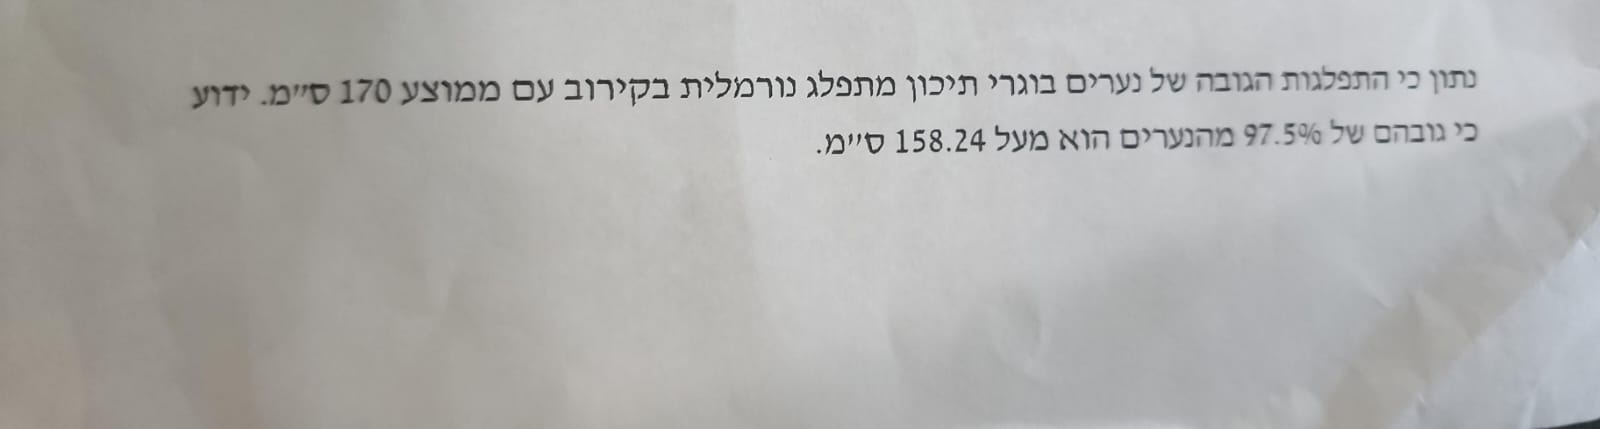 נתון כי התפלגות הגובה של נערים בוגרי תיכון מתפלג נורמלית בקירוב עם ממוצע 170 ס״מ. ידוע
כי גובהם של 97.5% מהנערים הוא מעל 158.24 ס״מ.